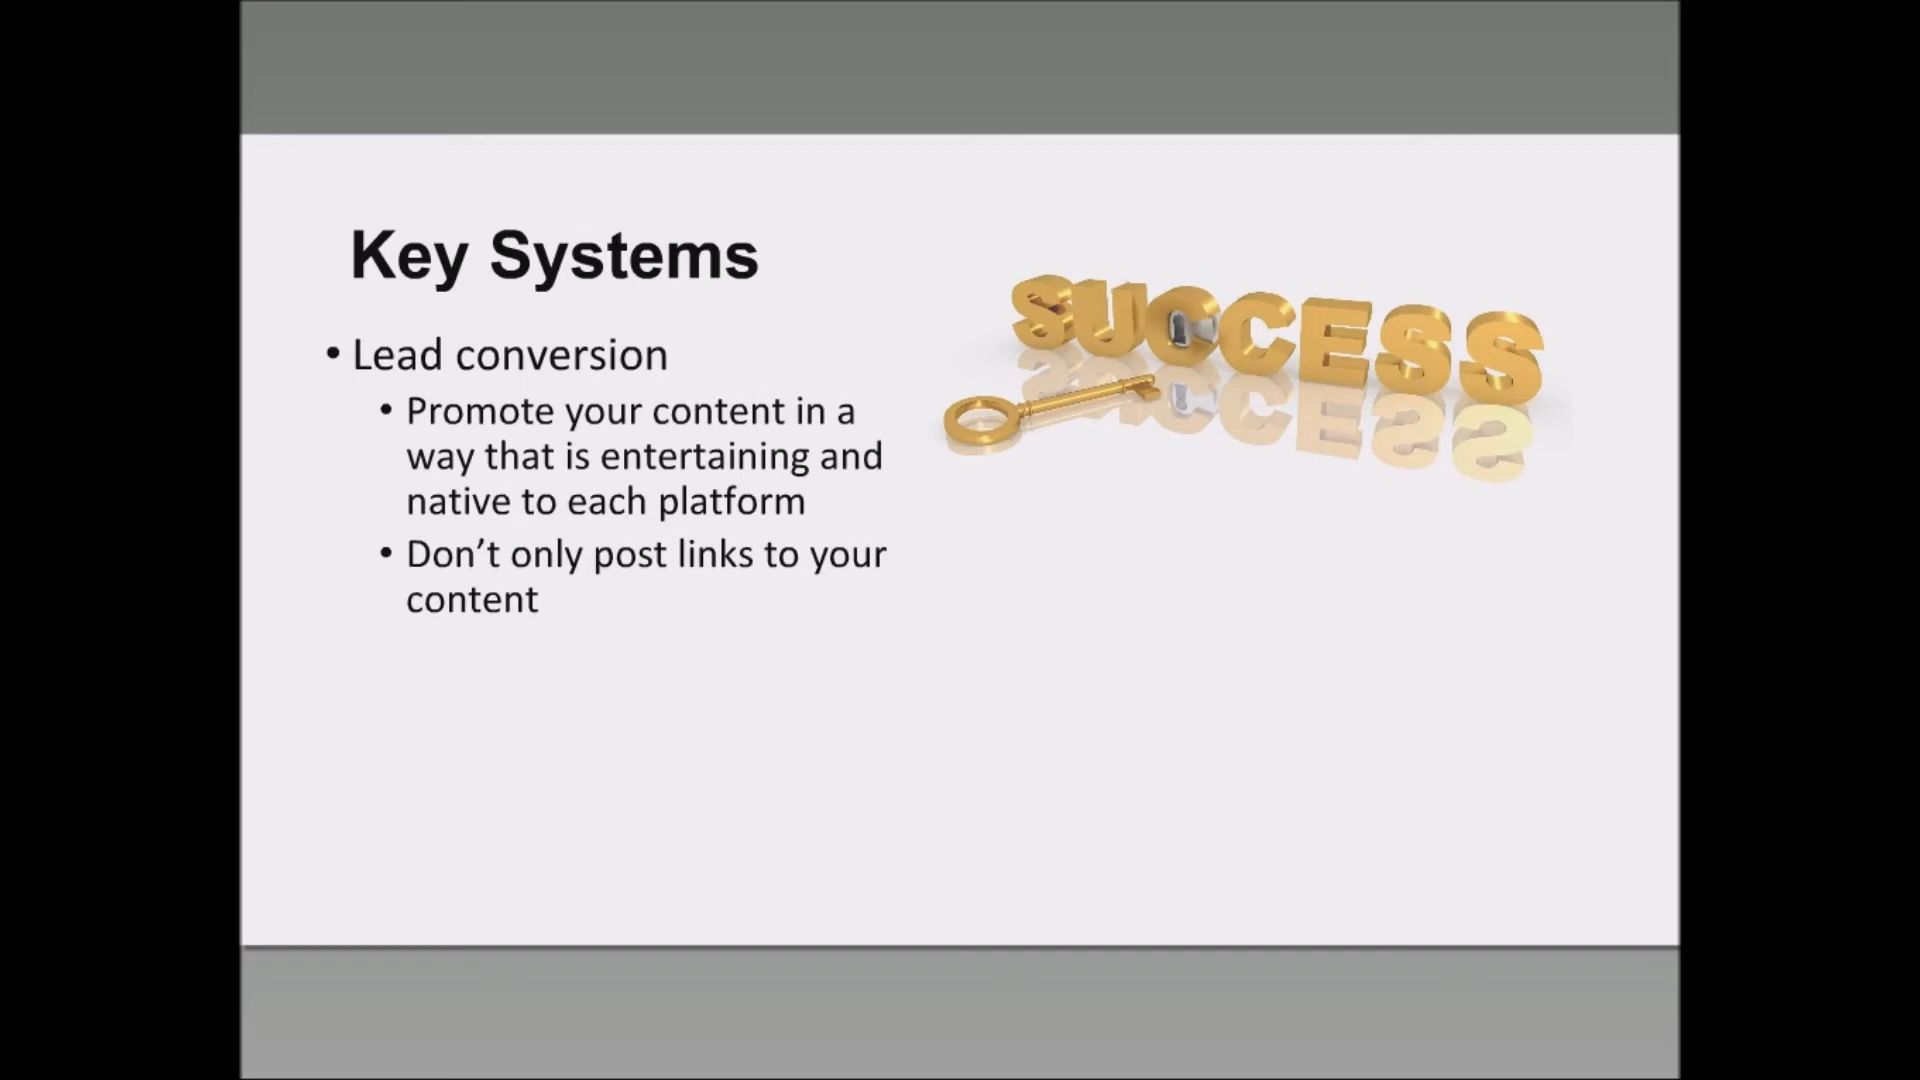 Key Systems
SUCCESS
• Lead conversion
• Promote your content in a
way that is entertaining and
native to each platform
• Don’t only post links to your
content